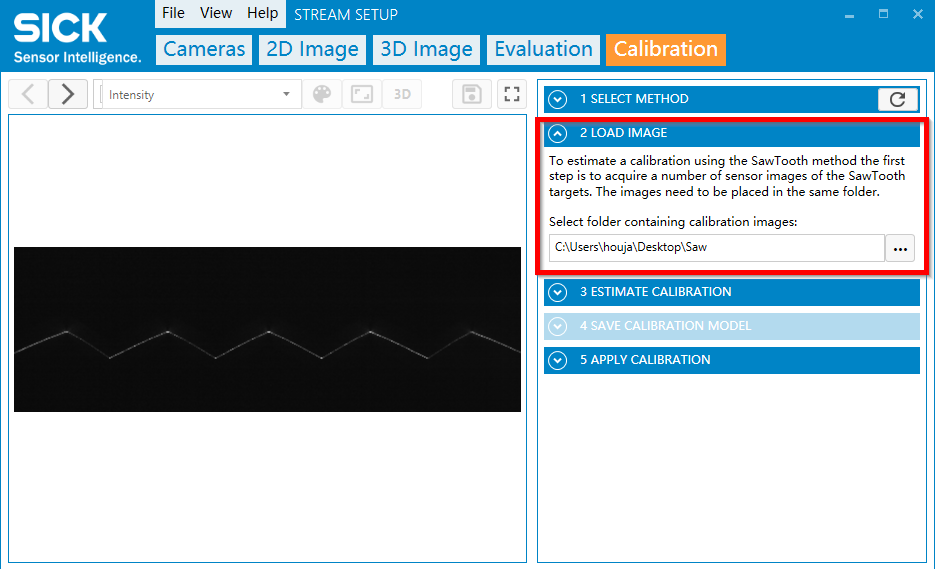 SICK
Sensor Intelligence.
File View Help STREAM SETUP
Cameras 2D Image 3D Image Evaluation Calibration
Intensity
3D
1 SELECT METHOD
2 LOAD IMAGE
To estimate a calibration using the SawTooth method the first
step is to acquire a number of sensor images of the SawTooth
targets. The images need to be placed in the same folder.
Select folder containing calibration images:
C:\Users\houja\Desktop\Saw
...
3 ESTIMATE CALIBRATION
4 SAVE CALIBRATION MODEL
5 APPLY CALIBRATION